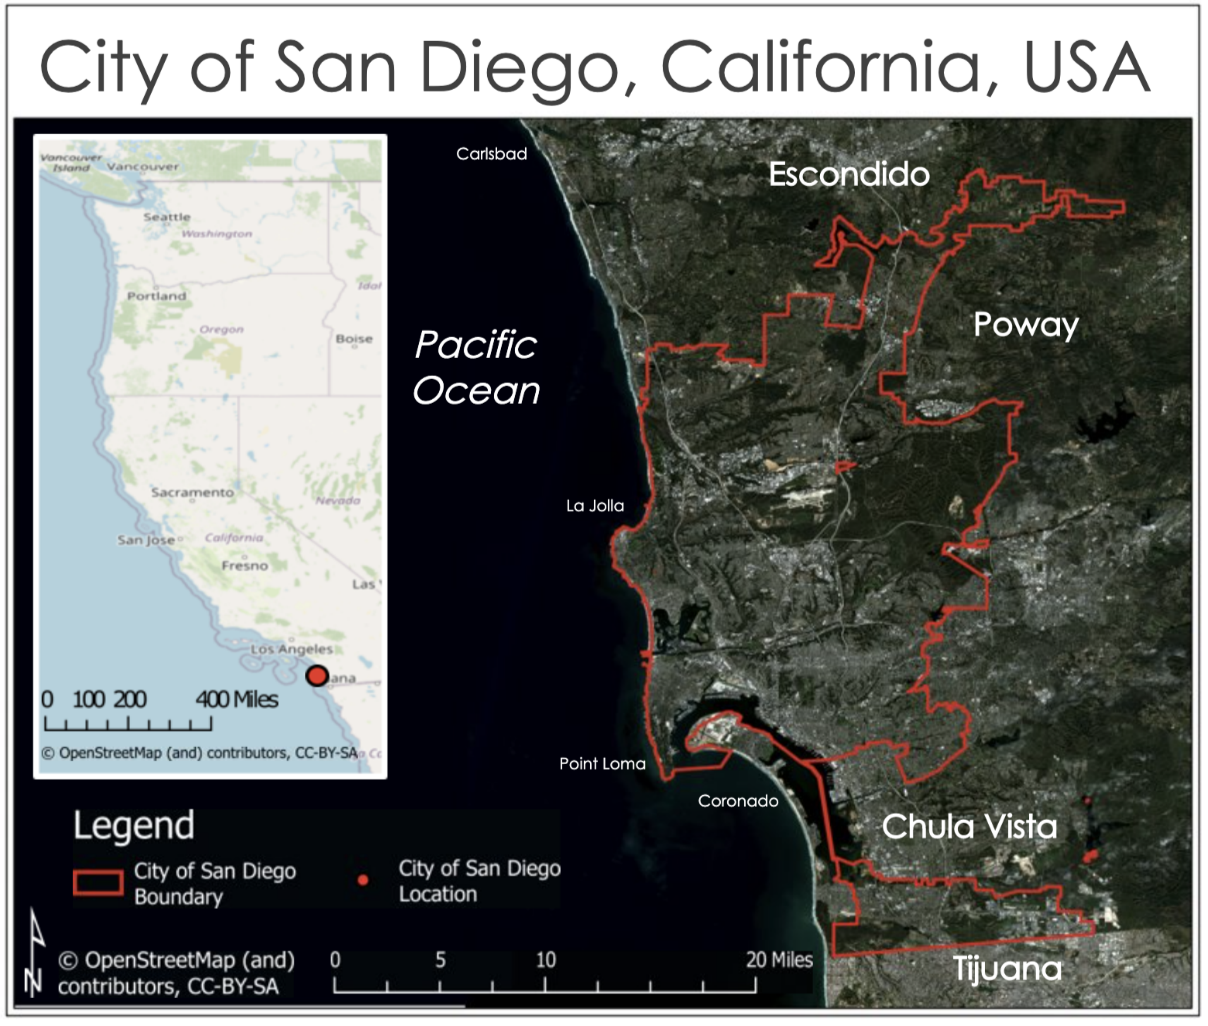 City of San Diego, California, USA
Vancouver
Island
Vancouver
Seattle
Washington
Portland
Idal
Oregon
Boise
Sacramento
Nevada
San Jose
California
Fresno
Las
Los Angeles
ana
0 100 200 400 Miles
© OpenStreetMap (and) contributors, CC-BY-SA
Carlsbad
Escondido
Poway
Pacific
Ocean
La Jolla
Point Loma
Coronado
Chula Vista
Tijuana
Legend
City of San Diego
Boundary
City of San Diego
Location
N
© OpenStreetMap (and)
contributors, CC-BY-SA
0 5 10 20 Miles